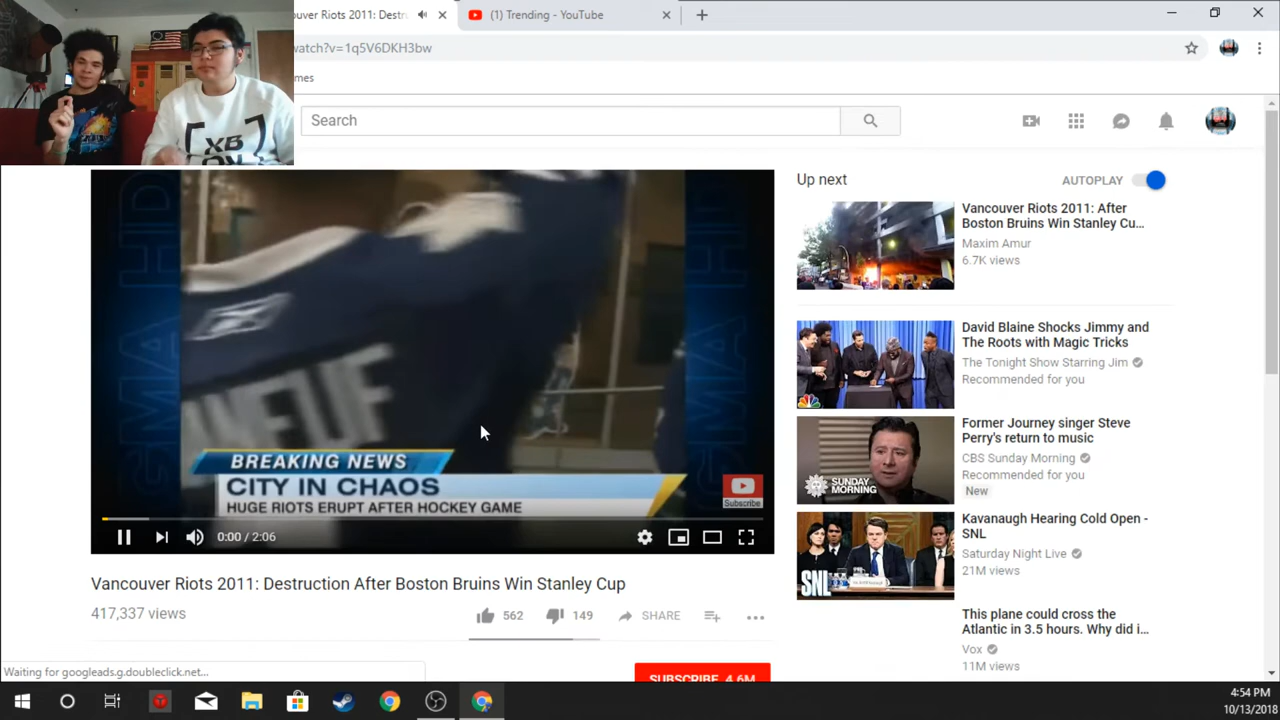 ouver Riots 2011: Destr
(1) Trending - YouTube
watch?v=1q5V6DKH3bw
mes
XB
ON
Search
Up next
AUTOPLAY
Vancouver Riots 2011: After
Boston Bruins Win Stanley Cu...
Maxim Amur
6.7K views
David Blaine Shocks Jimmy and
The Roots with Magic Tricks
The Tonight Show Starring Jim
Recommended for you
Former Journey singer Steve
Perry's return to music
CBS Sunday Morning
Recommended for you
New
SUNDAY
MORNING
Kavanaugh Hearing Cold Open -
SNL
Saturday Night Live
21M views
SNL
This plane could cross the
Atlantic in 3.5 hours. Why did i...
Vox
11M views
BREAKING NEWS
CITY IN CHAOS
HUGE RIOTS ERUPT AFTER HOCKEY GAME
Subscribe
0:00 / 2:06
Vancouver Riots 2011: Destruction After Boston Bruins Win Stanley Cup
417,337 views
562
149
SHARE
SUBSCRIBE 4.6M
Waiting for googleads.g.doubleclick.net...
4:54 PM
10/13/2018